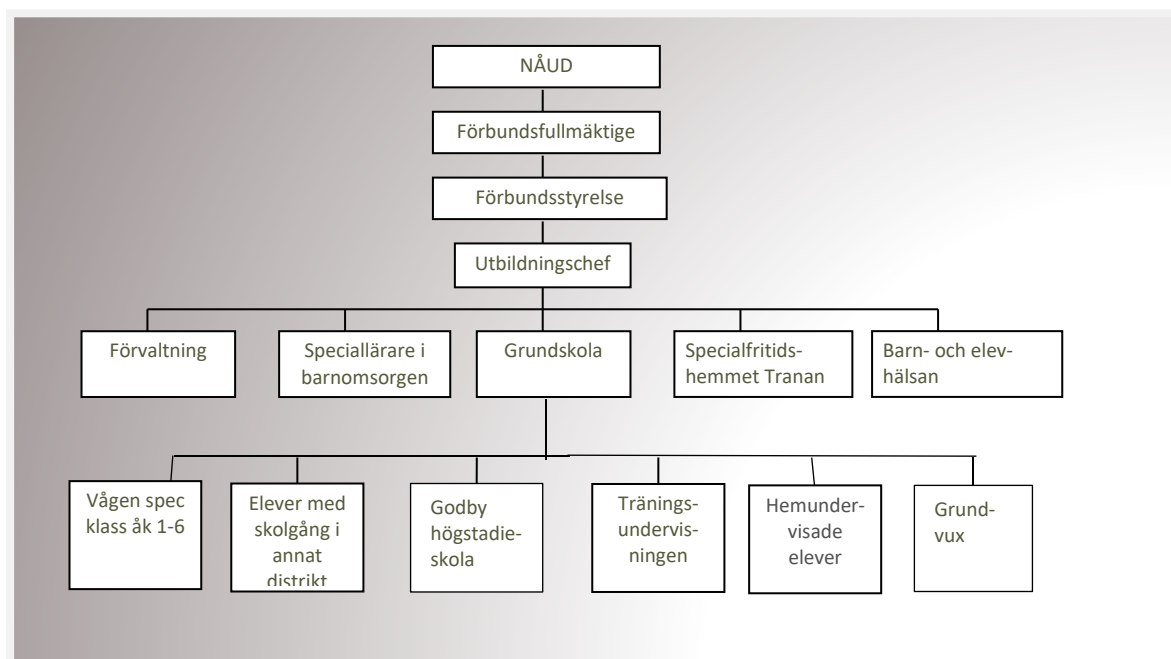 NÅUD
Förbundsfullmäktige
Förbundsstyrelse
Utbildningschef
Förvaltning
Speciallärare i
barnomsorgen
Grundskola
Specialfritids-
hemmet Tranan
Barn- och elev-
hälsan
Vågen spec
klass åk 1-6
Elever med
skolgång i
annat
distrikt
Godby
högstadie-
skola
Tränings-
undervis-
ningen
Hemunder-
visade
elever
Grund-
vux